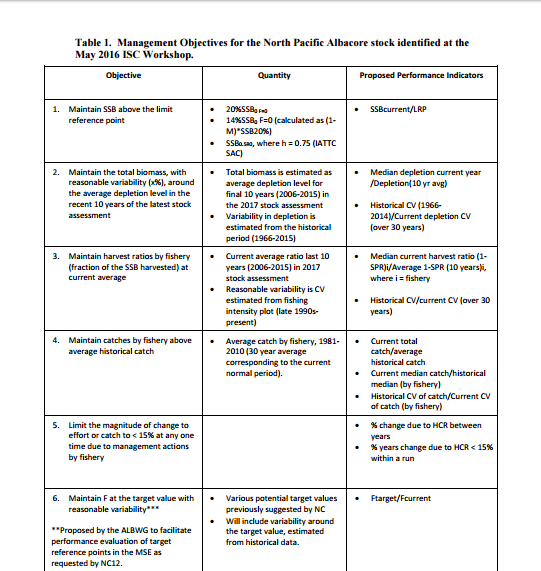 Table 1. Management Objectives for the North Pacific Albacore stock identified at the
May 2016 ISC Workshop.
Objective
Quantity
Proposed Performance Indicators
1. Maintain SSB above the limit
reference point
• 20%SSB₀ F=0
• 14%SSB₀ F=0 (calculated as (1-
M)*SSB20%)
• where h = 0.75 (IATTC
SAC)
• SSBcurrent/LRP
2. Maintain the total biomass, with
reasonable variability (x%), around
the average depletion level in the
recent 10 years of the latest stock
assessment
• Total biomass is estimated as
average depletion level for
final 10 years (2006-2015) in
the 2017 stock assessment
• Variability in depletion is
estimated from the historical
period (1966-2015)
• Median depletion current year
/Depletion(10 yr avg)
• Historical CV (1966-
2014)/Current depletion CV
(over 30 years)
3. Maintain harvest ratios by fishery
(fraction of the SSB harvested) at
current average
• Current average ratio last 10
years (2006-2015) in 2017
stock assessment
• Reasonable variability is CV
estimated from fishing
intensity plot (late 1990s-
present)
• Median current harvest ratio (1-
SPR)i/Average 1-SPR (10 years)i,
where i = fishery
• Historical CV/current CV (over 30
years)
4. Maintain catches by fishery above
average historical catch
• Average catch by fishery, 1981-
2010 (30 year average
corresponding to the current
normal period).
• Current total
catch/average
historical catch
• Current median catch/historical
median (by fishery)
• Historical CV of catch/Current CV
of catch (by fishery)
5. Limit the magnitude of change to
effort or catch to < 15% at any one
time due to management actions
by fishery
• % change due to HCR between
years
• % years change due to HCR < 15%
within a run
6. Maintain F at the target value with
reasonable variability***
**Proposed by the ALBWG to facilitate
performance evaluation of target
reference points in the MSE as
requested by NC12.
• Various potential target values
previously suggested by NC
• Will include variability around
the target value, estimated
from historical data.
• Ftarget/Fcurrent